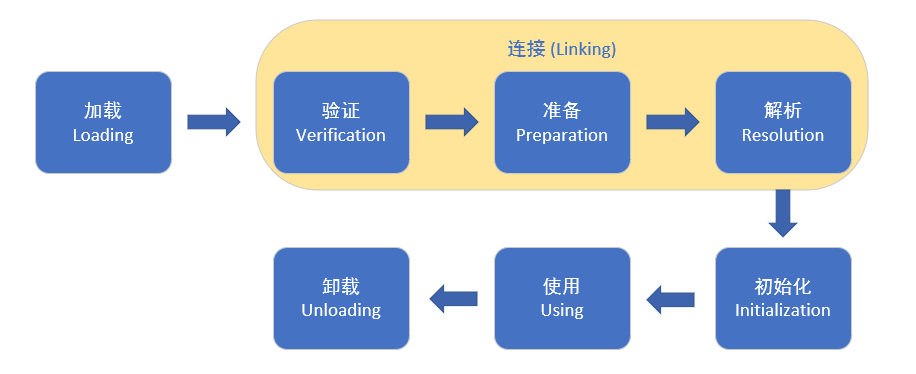 连接 (Linking)
加载
Loading
验证
Verification
准备
Preparation
解析
Resolution
初始化
Initialization
使用
Using
卸载
Unloading